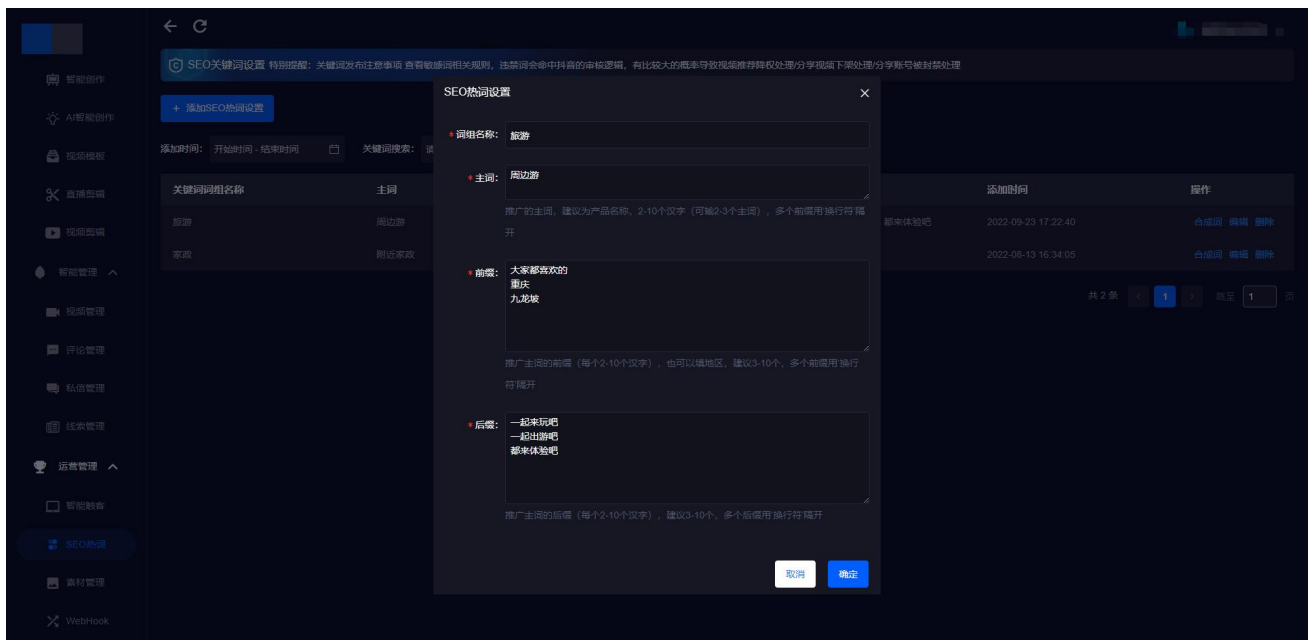 SEO关键词设置 特别提醒：关键词发布注意事项 查看敏感词相关规则，违禁词会命中抖音的审核逻辑，有比较大的概率导致视频推荐降权处理/分享视频下架处理/分享账号被封禁处理
智能创作
AI智能创作
视频模板
直播剪辑
视频剪辑
智能管理
视频管理
评论管理
私信管理
线索管理
运营管理
智能触客
SEO热词
素材管理
WebHook
+ 添加SEO热词设置
添加时间： 开始时间 - 结束时间 关键词搜索： 请
关键词词组名称 主词 添加时间 操作
旅游 周边游 都来体验吧 2022-09-23 17:22:40 合成词 编辑 删除
家政 附近家政 2022-08-13 16:34:05 合成词 编辑 删除
共 2 条 1 跳至 1 页
SEO热词设置
* 词组名称： 旅游
* 主词： 周边游
推广的主词，建议为产品名称，2-10个汉字（可输2-3个主词），多个前缀用'换行符'隔
开
* 前缀： 大家都喜欢的
重庆
九龙坡
推广主词的前缀（每个2-10个汉字），也可以填地区，建议3-10个，多个前缀用'换行
符'隔开
* 后缀： 一起来玩吧
一起出游吧
都来体验吧
推广主词的后缀（每个2-10个汉字），建议3-10个，多个后缀用'换行符'隔开
取消 确定